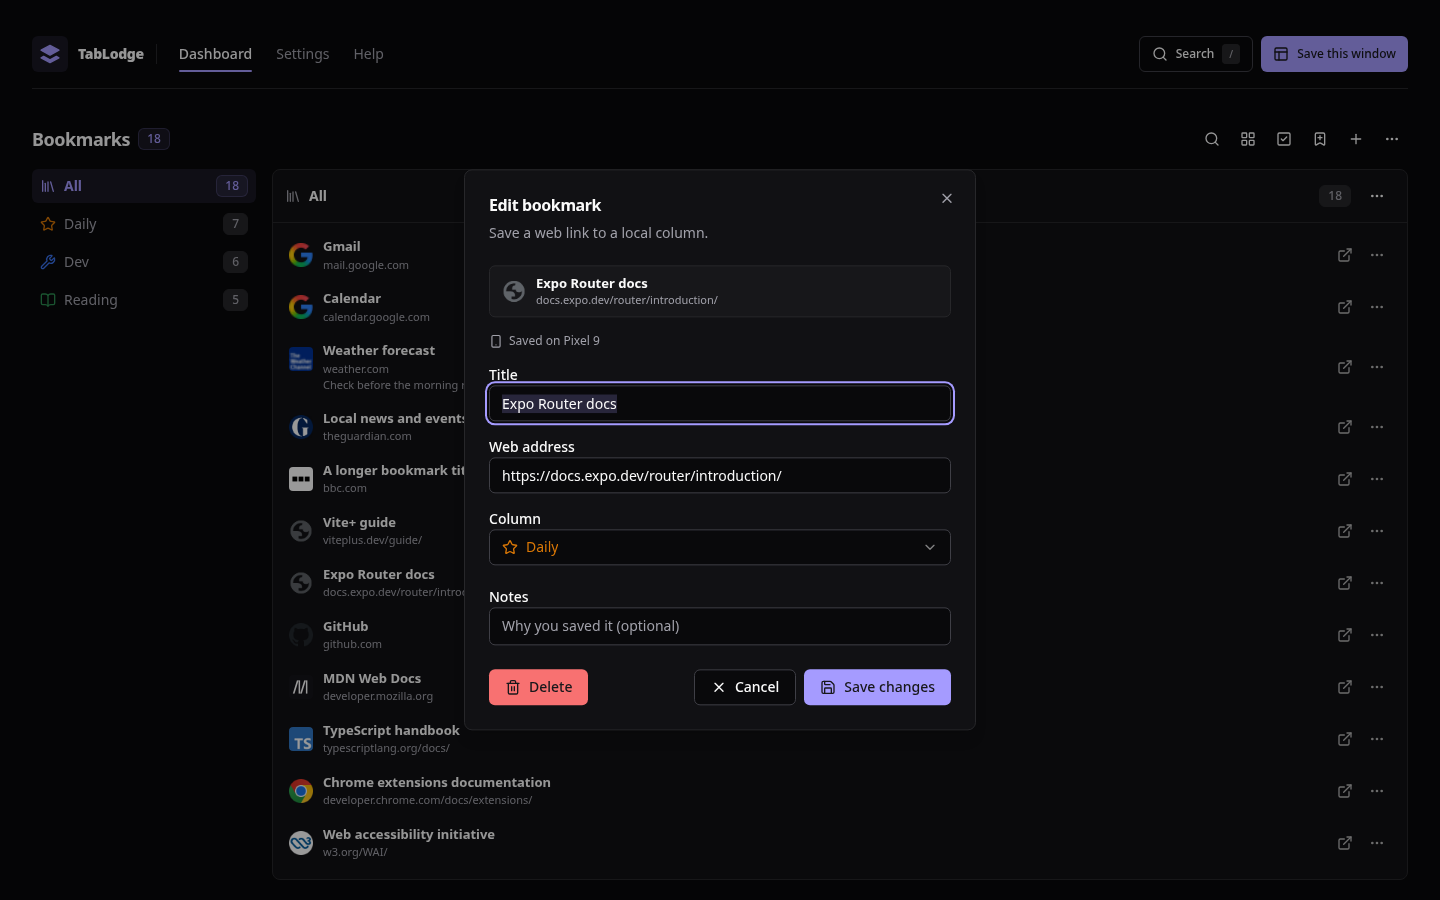 TabLodge
Dashboard
Settings
Help
Search /
Save this window
Bookmarks 18
All 18
Daily 7
Dev 6
Reading 5
All
18
Gmail
mail.google.com
Calendar
calendar.google.com
Weather forecast
weather.com
Check before the morning
Local news and events
theguardian.com
A longer bookmark tit
bbc.com
Vite+ guide
viteplus.dev/guide/
Expo Router docs
docs.expo.dev/router/introd
GitHub
github.com
MDN Web Docs
developer.mozilla.org
TypeScript handbook
typescriptlang.org/docs/
Chrome extensions documentation
developer.chrome.com/docs/extensions/
Web accessibility initiative
w3.org/WAI/
Edit bookmark
Save a web link to a local column.
Expo Router docs
docs.expo.dev/router/introduction/
Saved on Pixel 9
Title
Expo Router docs
Web address
https://docs.expo.dev/router/introduction/
Column
Daily
Notes
Why you saved it (optional)
Delete
Cancel
Save changes